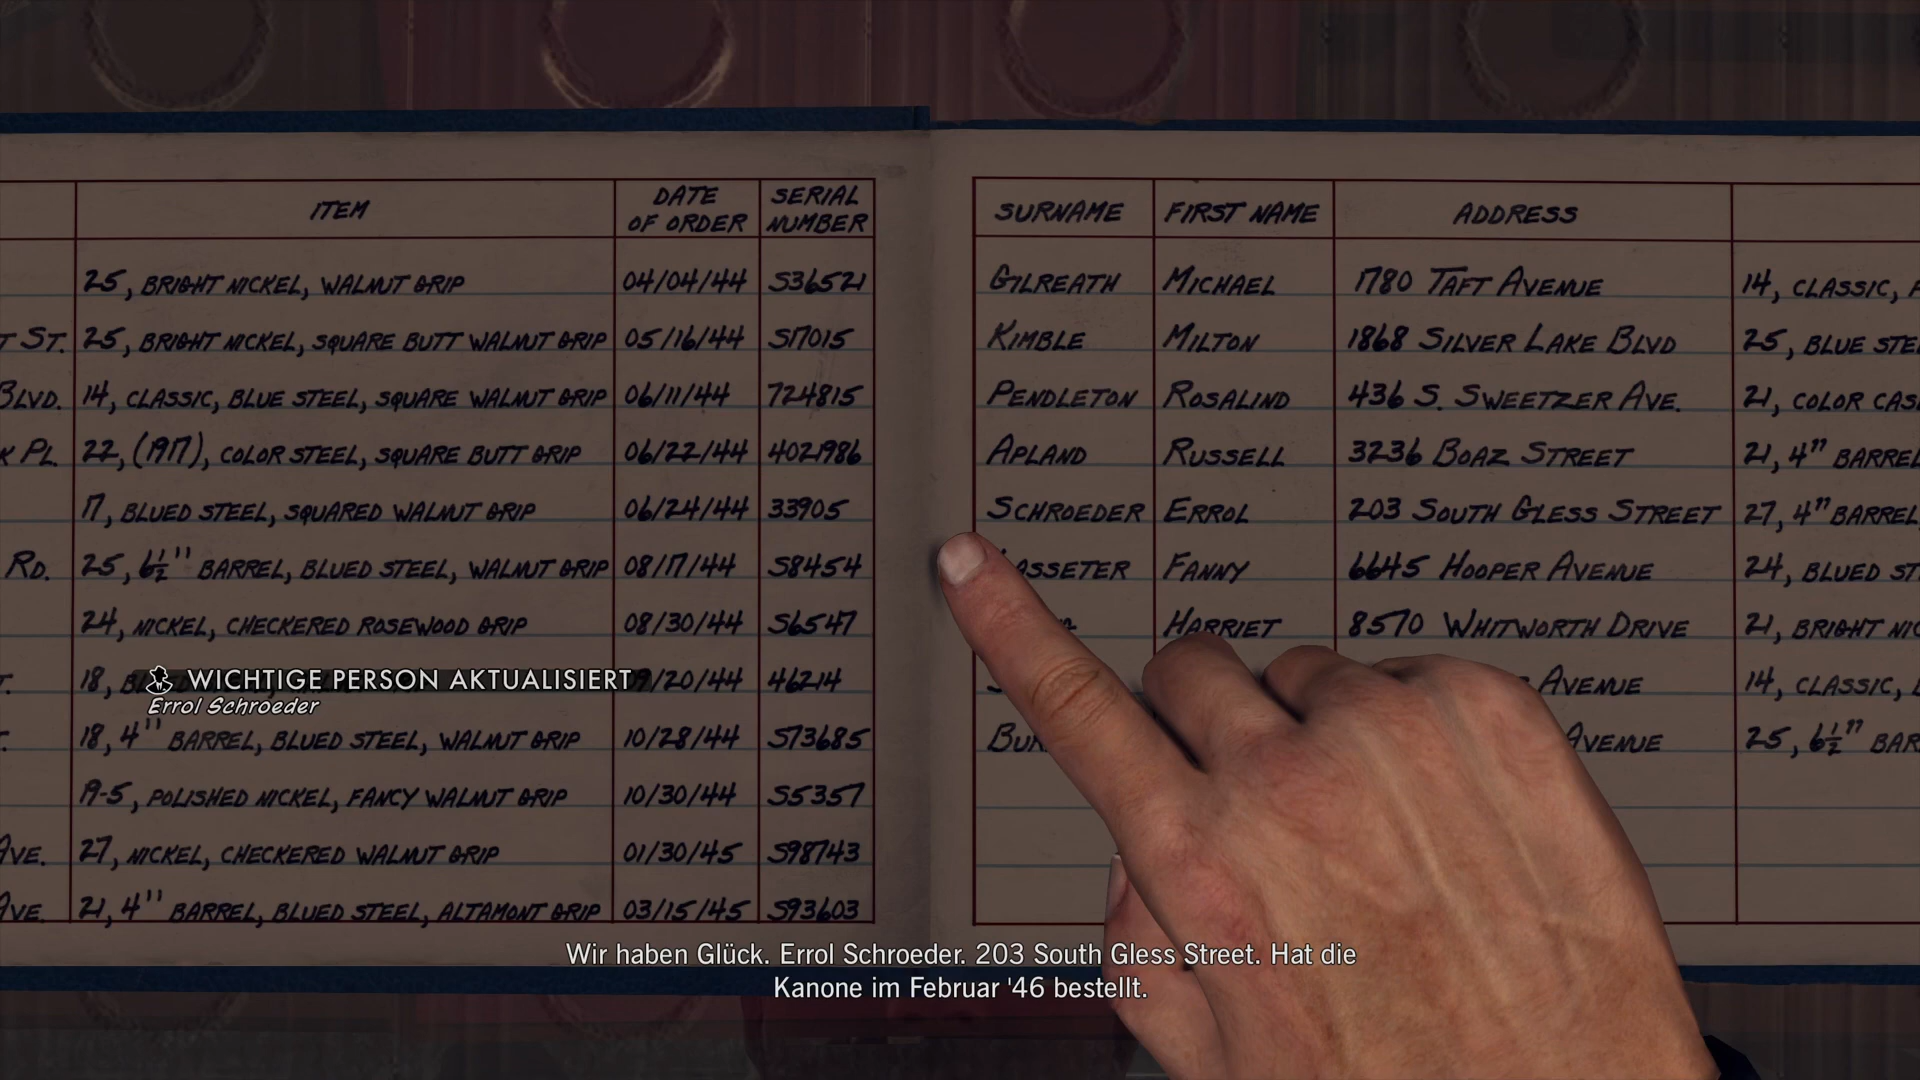 ITEM DATE OF ORDER SERIAL NUMBER
25, BRIGHT NICKEL, WALNUT GRIP 04/04/44 S36521
T ST. 25, BRIGHT NICKEL, SQUARE BUTT WALNUT GRIP 05/16/44 S17015
BLVD. 14, CLASSIC, BLUE STEEL, SQUARE WALNUT GRIP 06/11/44 724815
K PL. 22, (1917), COLOR STEEL, SQUARE BUTT GRIP 06/22/44 4021986
17, BLUED STEEL, SQUARED WALNUT GRIP 06/24/44 33905
RD. 25, 6½" BARREL, BLUED STEEL, WALNUT GRIP 08/17/44 S8454
24, NICKEL, CHECKERED ROSEWOOD GRIP 08/30/44 S6547
T. 18, /20/44 46214
18, 4" BARREL, BLUED STEEL, WALNUT GRIP 10/28/44 S73685
19-5, POLISHED NICKEL, FANCY WALNUT GRIP 10/30/44 S5357
AVE. 27, NICKEL, CHECKERED WALNUT GRIP 01/30/45 S98743
AVE. 21, 4" BARREL, BLUED STEEL, ALTAMONT GRIP 03/15/45 S93603
SURNAME FIRST NAME ADDRESS
GILREATH MICHAEL 1780 TAFT AVENUE 14, CLASSIC,
KIMBLE MILTON 1868 SILVER LAKE BLVD 25, BLUE STE
PENDLETON ROSALIND 436 S. SWEETZER AVE. 21, COLOR CAS
APLAND RUSSELL 3236 BOAZ STREET 21, 4" BARREL
SCHROEDER ERROL 203 SOUTH GLESS STREET 27, 4" BARREL
ASSETER FANNY 6645 HOOPER AVENUE 24, BLUED ST
HARRIET 8570 WHITWORTH DRIVE 21, BRIGHT NIC
AVENUE 14, CLASSIC,
BUR AVENUE 25, 6½" BAR
WICHTIGE PERSON AKTUALISIERT
Errol Schroeder
Wir haben Glück. Errol Schroeder. 203 South Gless Street. Hat die
Kanone im Februar '46 bestellt.